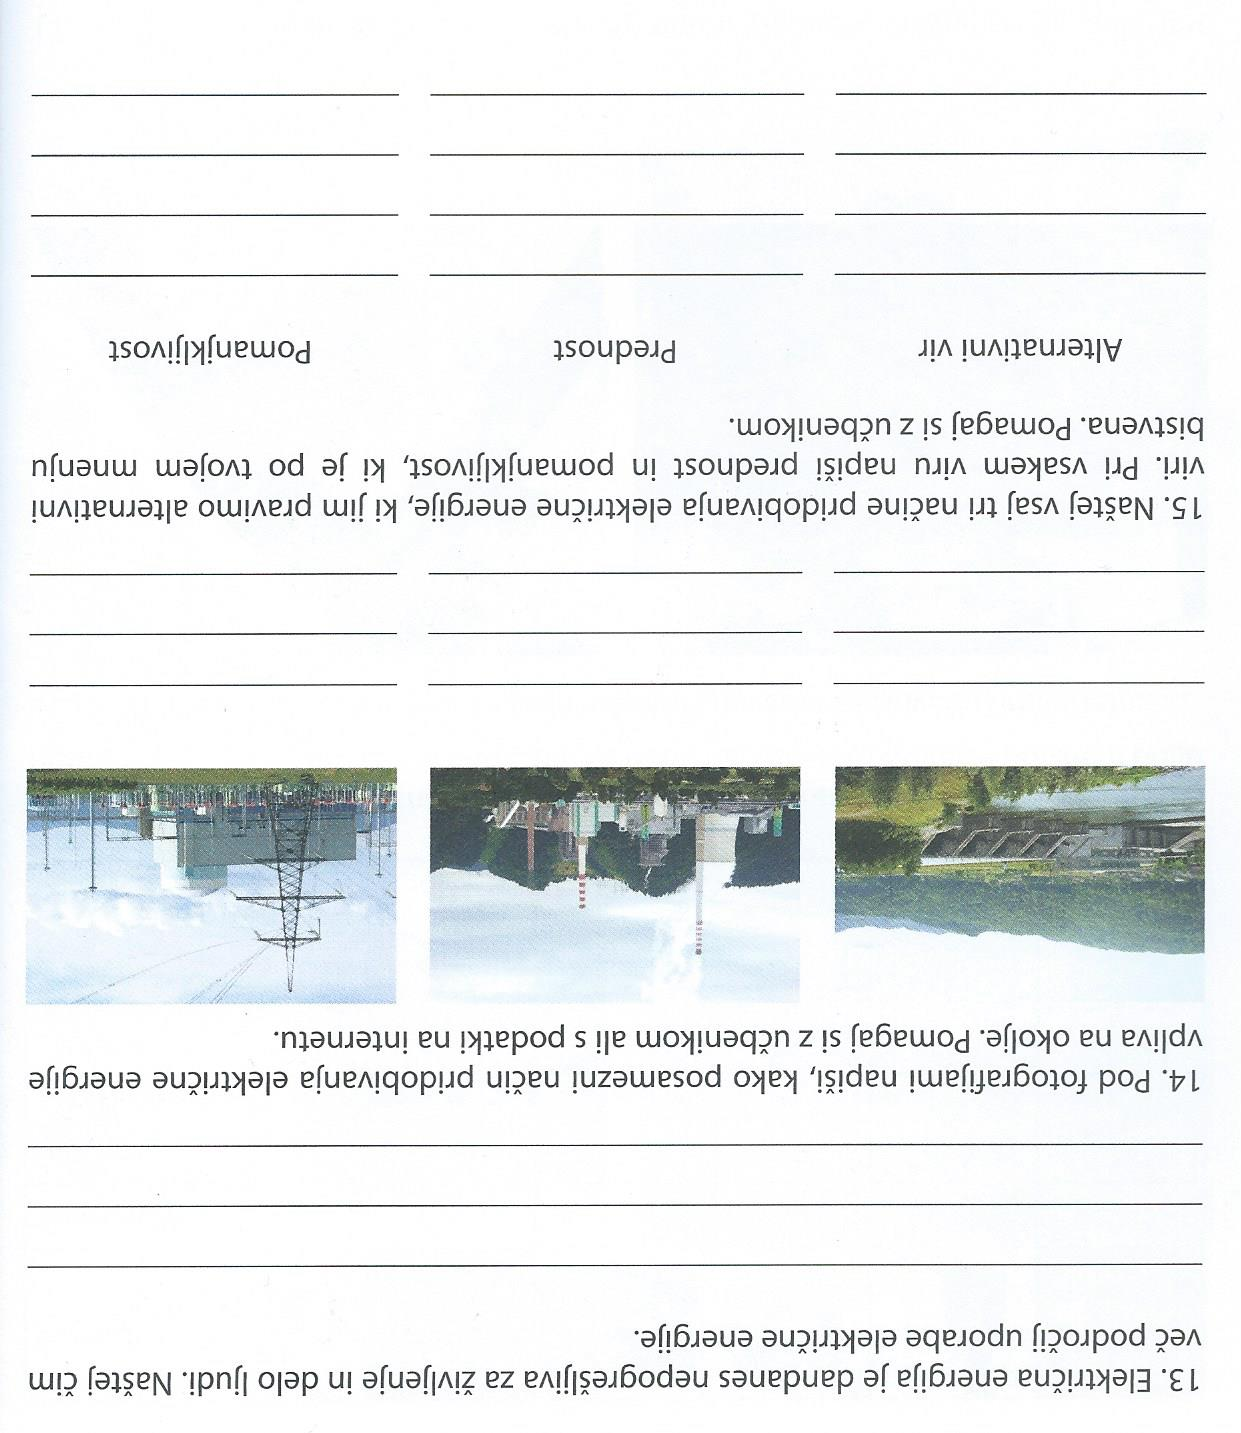 13. Električna energija je dandanes nepogrešljiva za življenje in delo ljudi. Naštej čim
več področij uporabe električne energije.
14. Pod fotografijami napiši, kako posamezni način pridobivanja električne energije
vpliva na okolje. Pomagaj si z učbenikom ali s podatki na internetu.
15. Naštej vsaj tri načine pridobivanja električne energije, ki jim pravimo alternativni
viri. Pri vsakem viru napiši prednost in pomanjkljivost, ki je po tvojem mnenju
bistvena. Pomagaj si z učbenikom.
Alternativni vir Prednost Pomanjkljivost